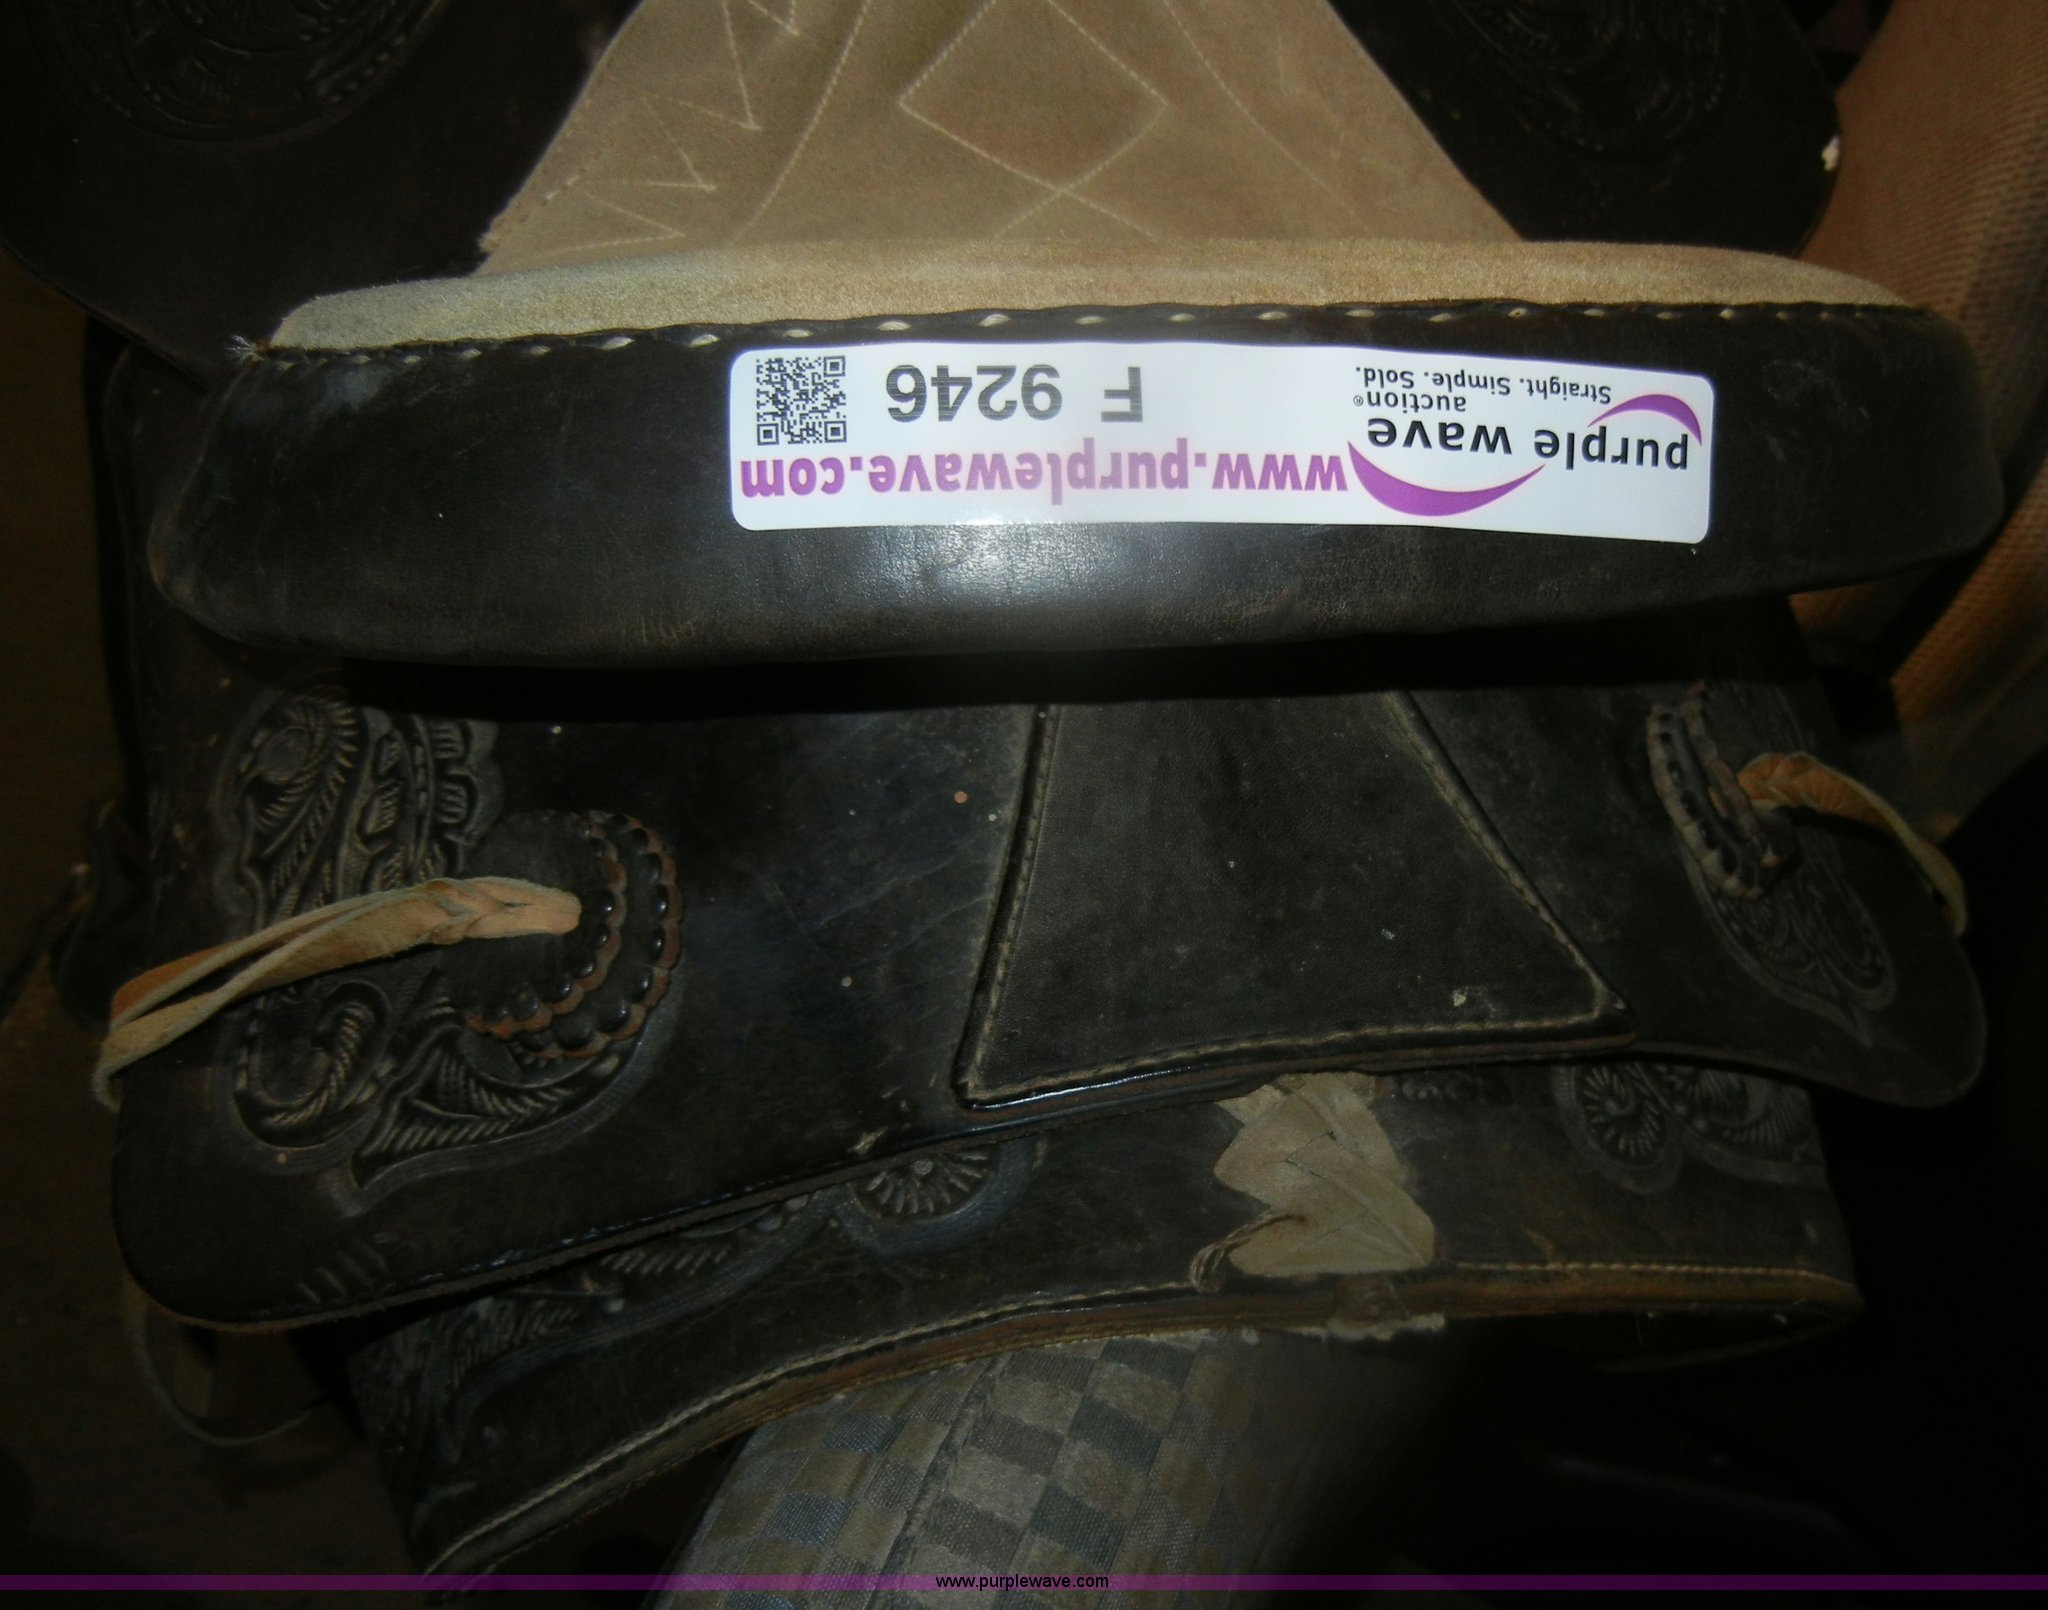 purple wave
auction®
Straight. Simple. Sold.
www.purplewave.com
F 9246
www.purplewave.com